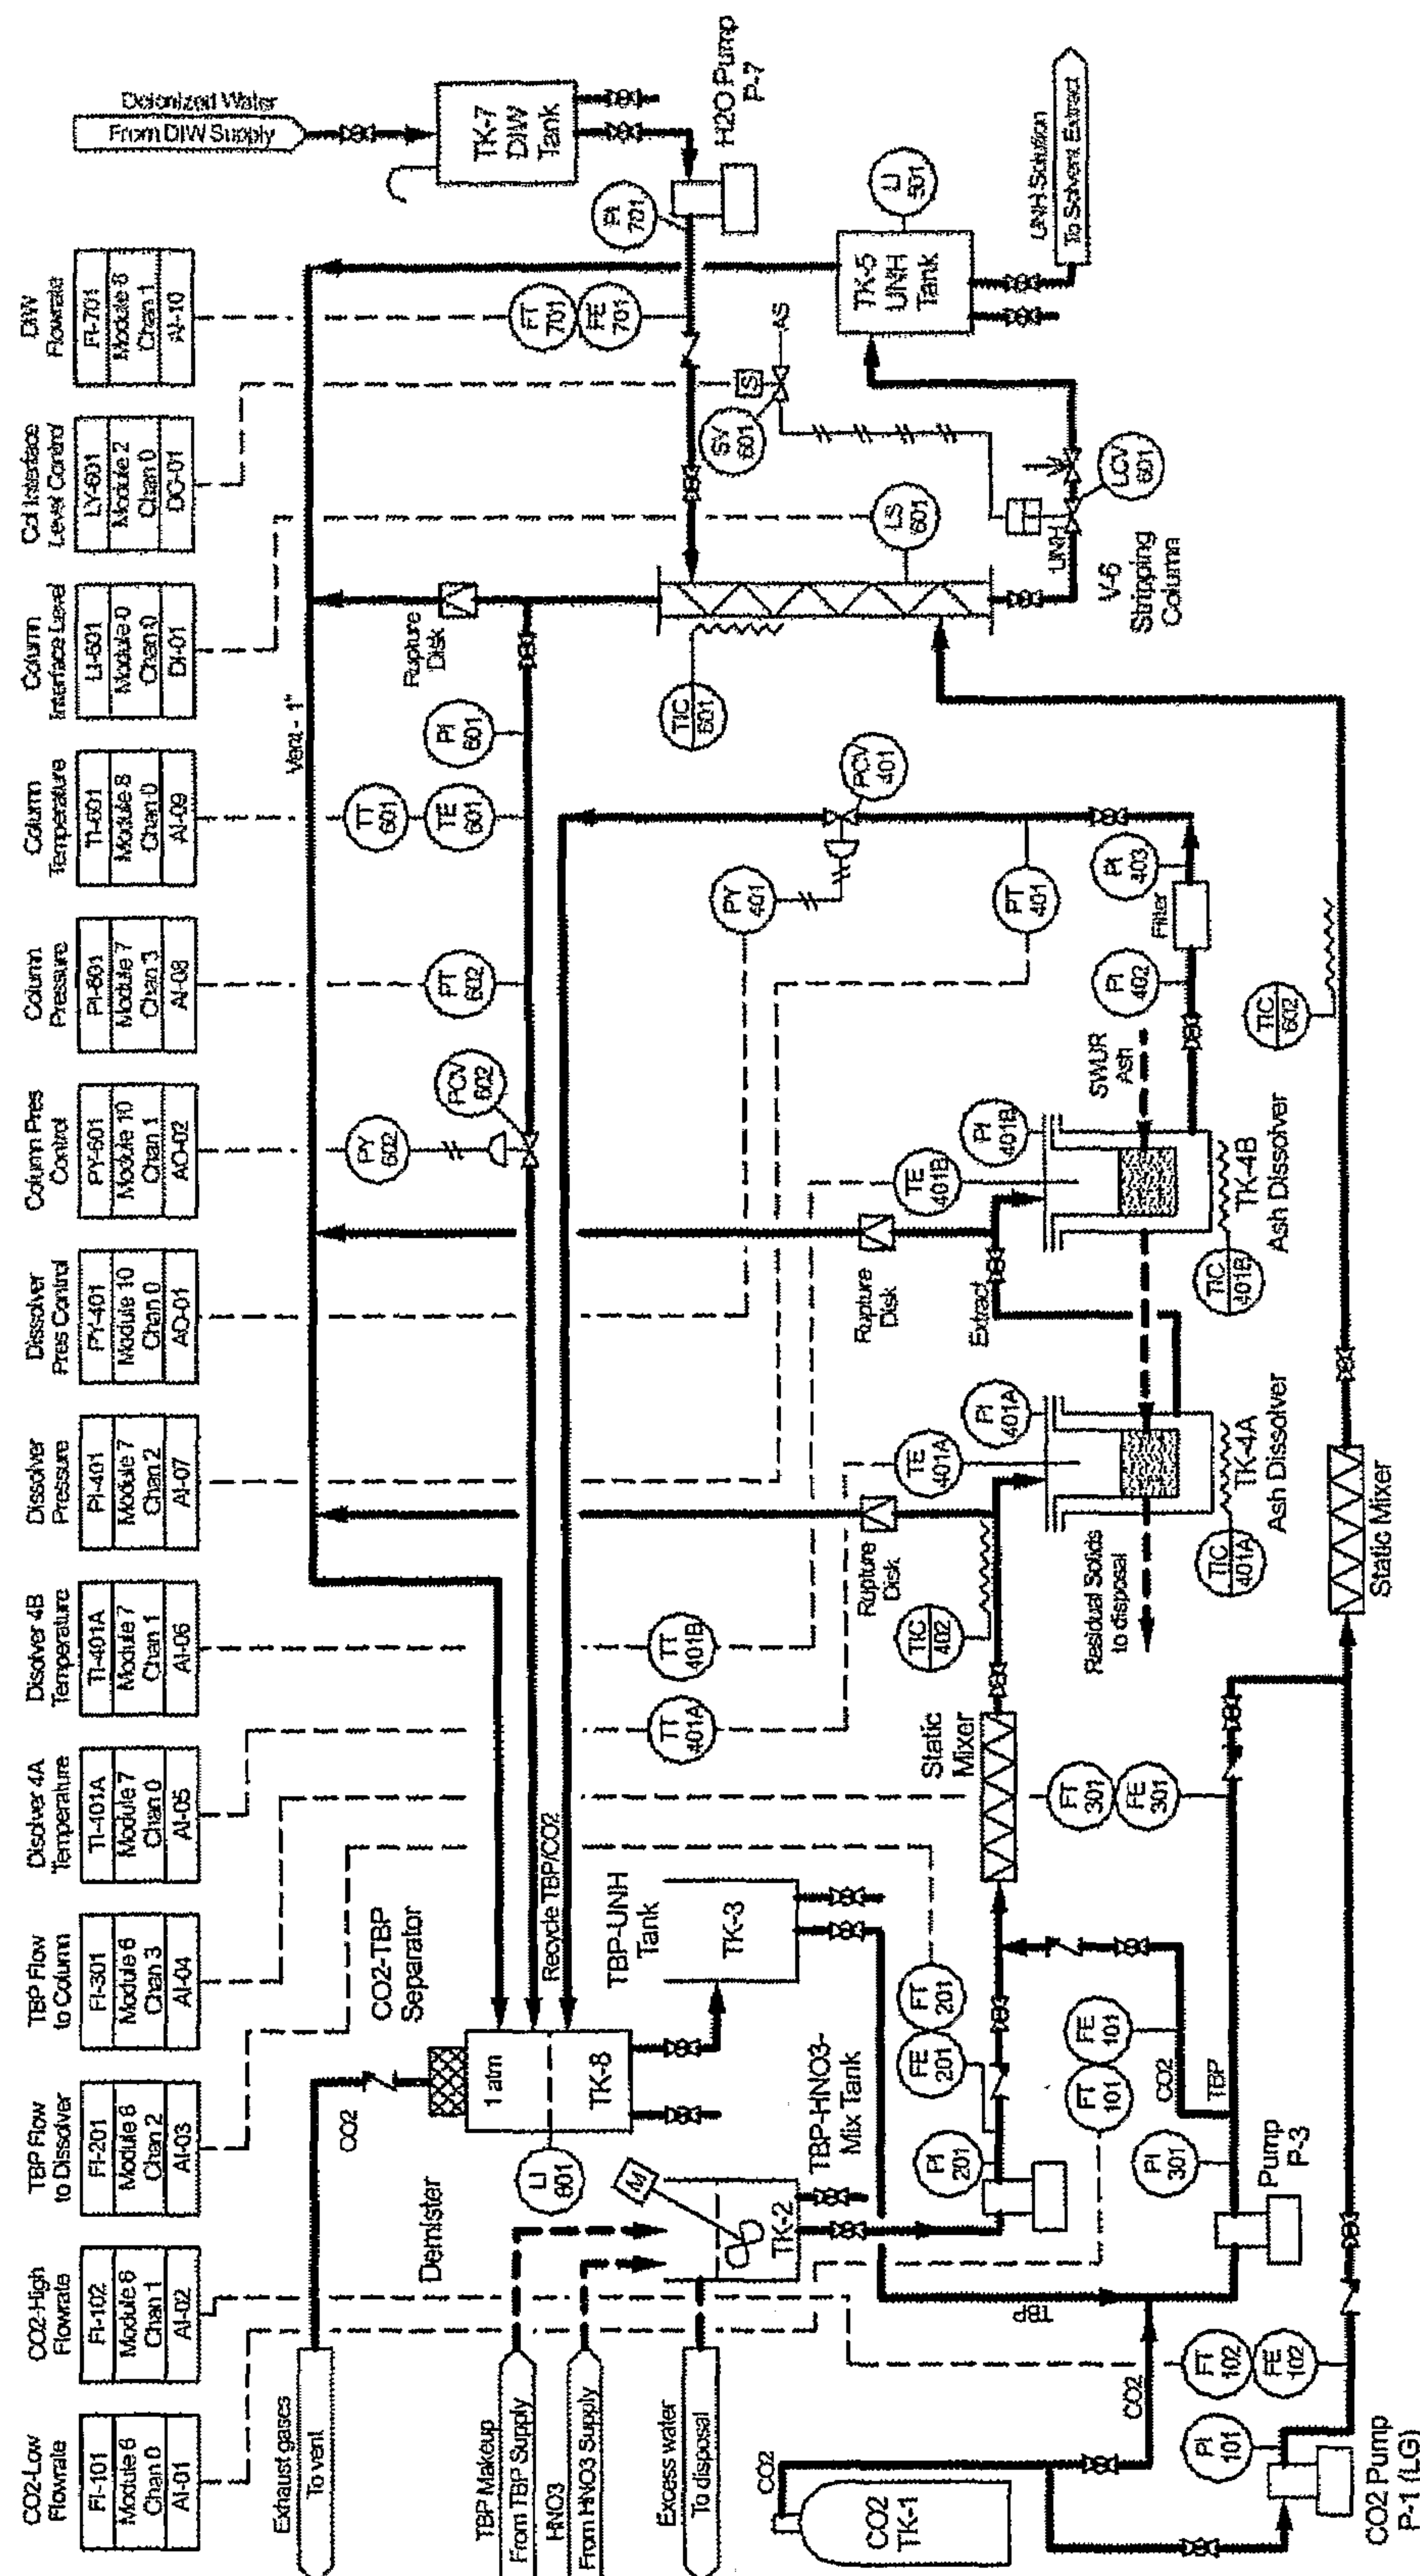 CO2-Low
Flowrate
FI-101
Module 6
Chan 0
AI-01
CO2-High
Flowrate
FI-102
Module 6
Chan 1
AI-02
TBP Flow
to Dissolver
FI-201
Module 6
Chan 2
AI-03
TBP Flow
to Column
FI-301
Module 6
Chan 3
AI-04
Disolver 4A
Temperature
TI-401A
Module 7
Chan 0
AI-05
Disolver 4B
Temperature
TI-401A
Module 7
Chan 1
AI-06
Dissolver
Pressure
PI-401
Module 7
Chan 2
AI-07
Dissolver
Pres Control
PY-401
Module 10
Chan 0
AO-01
Column Pres
Control
PY-601
Module 10
Chan 1
AO-02
Column
Pressure
PI-601
Module 7
Chan 3
AI-08
Column
Temperature
TI-601
Module 8
Chan 0
AI-09
Column
Interface Level
LI-601
Module 0
Chan 0
DI-01
Col Interface
Level Control
LY-601
Module 2
Chan 0
DO-01
DIW
Flowrate
FI-701
Module 8
Chan 1
AI-10
Deionized Water
From DIW Supply
TK-7
DIW
Tank
H2O Pump
P-7
PI
701
FT
701
FE
701
Vent - 1"
Exhaust gases
To vent
CO2
Demister
CO2-TBP
Separator
1 atm
TK-8
LI
801
Recycle TBP/CO2
PY
602
PCV
602
PT
602
TT
601
TE
601
PI
601
Rupture
Disk
TIC
601
LS
601
SV
601
S
AS
UNH
LCV
601
V-6
Stripping
Column
TK-5
UNH
Tank
LI
501
UNH Solution
To Solvent Extract
TBP Makeup
From TBP Supply
HNO3
From HNO3 Supply
Excess water
To disposal
M
TK-2
TBP-HNO3-
Mix Tank
TBP-UNH
Tank
TK-3
TT
401A
TT
401B
PY
401
PCV
401
PT
401
PI
403
Filter
PI
402
SWUR
Ash
PI
401B
TE
401B
Rupture
Disk
Extract
TIC
401B
TK-4B
Ash Dissolver
PI
401A
TE
401A
Rupture
Disk
TIC
402
Residual Solids
to disposal
TIC
401A
TK-4A
Ash Dissolver
Static
Mixer
FT
201
FE
201
PI
201
FT
301
FE
301
FE
101
FT
101
CO2
TBP
PI
301
Pump
P-3
TBP
CO2
CO2
CO2
TK-1
FT
102
FE
102
PI
101
CO2 Pump
P-1 (LG)
Static Mixer
TIC
602